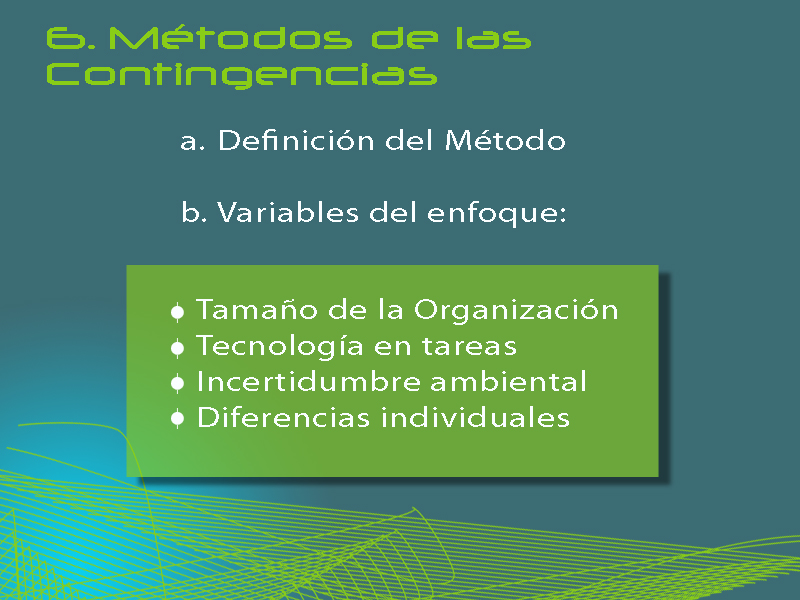 6. Métodos de las
Contingencias
a. Definición del Método
b. Variables del enfoque:
Tamaño de la Organización
Tecnología en tareas
Incertidumbre ambiental
Diferencias individuales